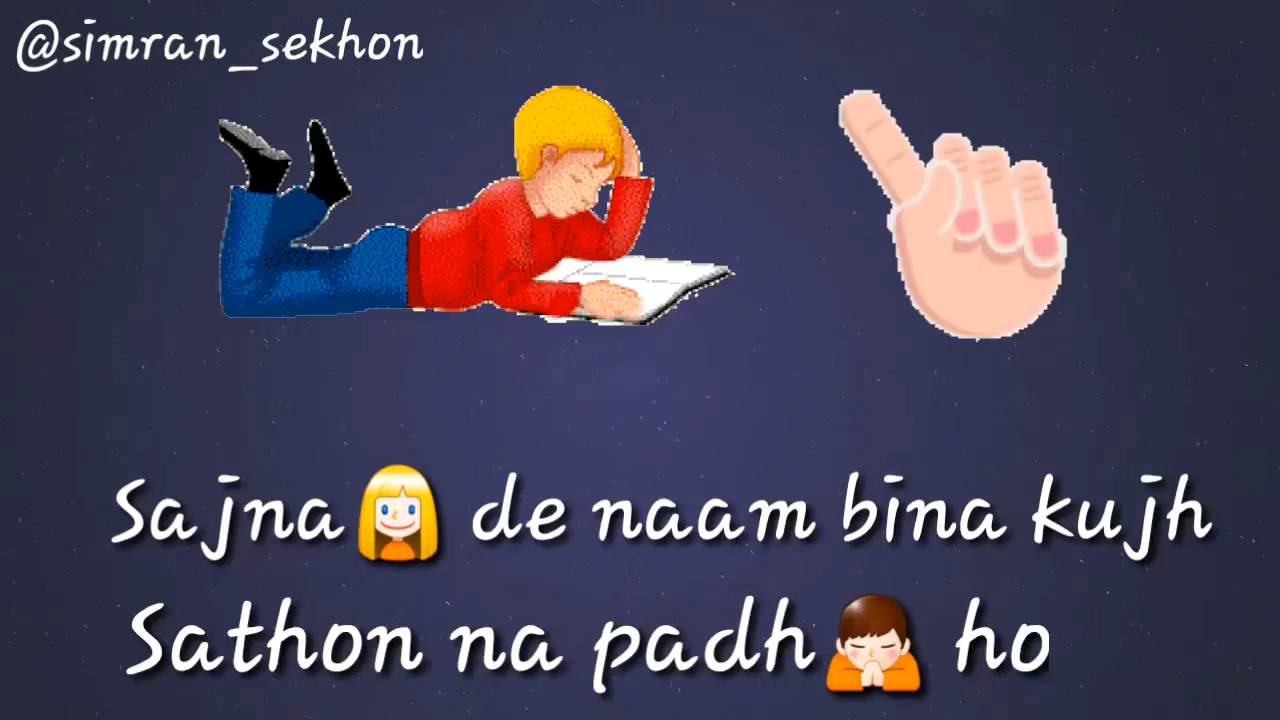 @simran_sekhon
Sajna👱‍♀️ de naam bina kujh
Sathon na padh🙏 ho